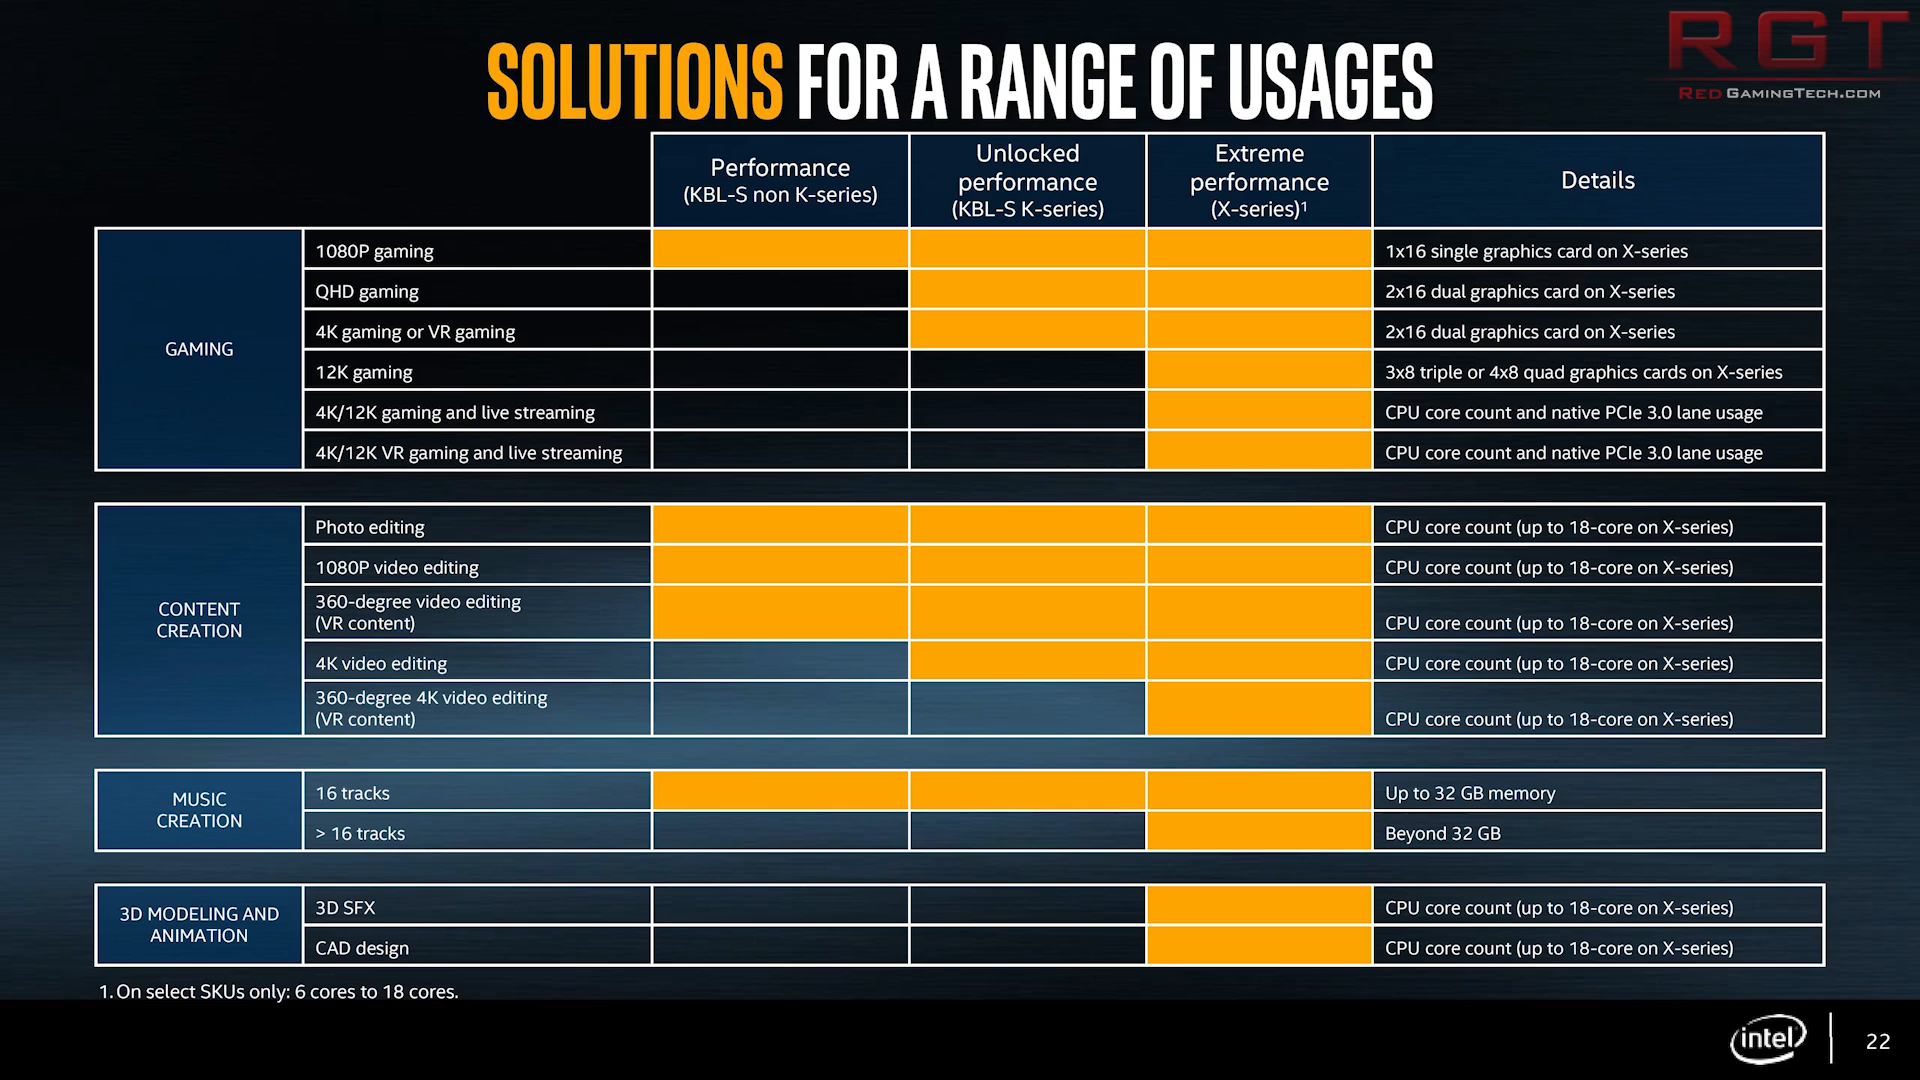 RGT
REDGAMINGTECH.COM
SOLUTIONS FOR A RANGE OF USAGES
Performance
(KBL-S non K-series)
Unlocked
performance
(KBL-S K-series)
Extreme
performance
(X-series)¹
Details
GAMING
1080P gaming
1x16 single graphics card on X-series
QHD gaming
2x16 dual graphics card on X-series
4K gaming or VR gaming
2x16 dual graphics card on X-series
12K gaming
3x8 triple or 4x8 quad graphics cards on X-series
4K/12K gaming and live streaming
CPU core count and native PCIe 3.0 lane usage
4K/12K VR gaming and live streaming
CPU core count and native PCIe 3.0 lane usage
CONTENT
CREATION
Photo editing
CPU core count (up to 18-core on X-series)
1080P video editing
CPU core count (up to 18-core on X-series)
360-degree video editing
(VR content)
CPU core count (up to 18-core on X-series)
4K video editing
CPU core count (up to 18-core on X-series)
360-degree 4K video editing
(VR content)
CPU core count (up to 18-core on X-series)
MUSIC
CREATION
16 tracks
Up to 32 GB memory
> 16 tracks
Beyond 32 GB
3D MODELING AND
ANIMATION
3D SFX
CPU core count (up to 18-core on X-series)
CAD design
CPU core count (up to 18-core on X-series)
1. On select SKUs only: 6 cores to 18 cores.
intel
22